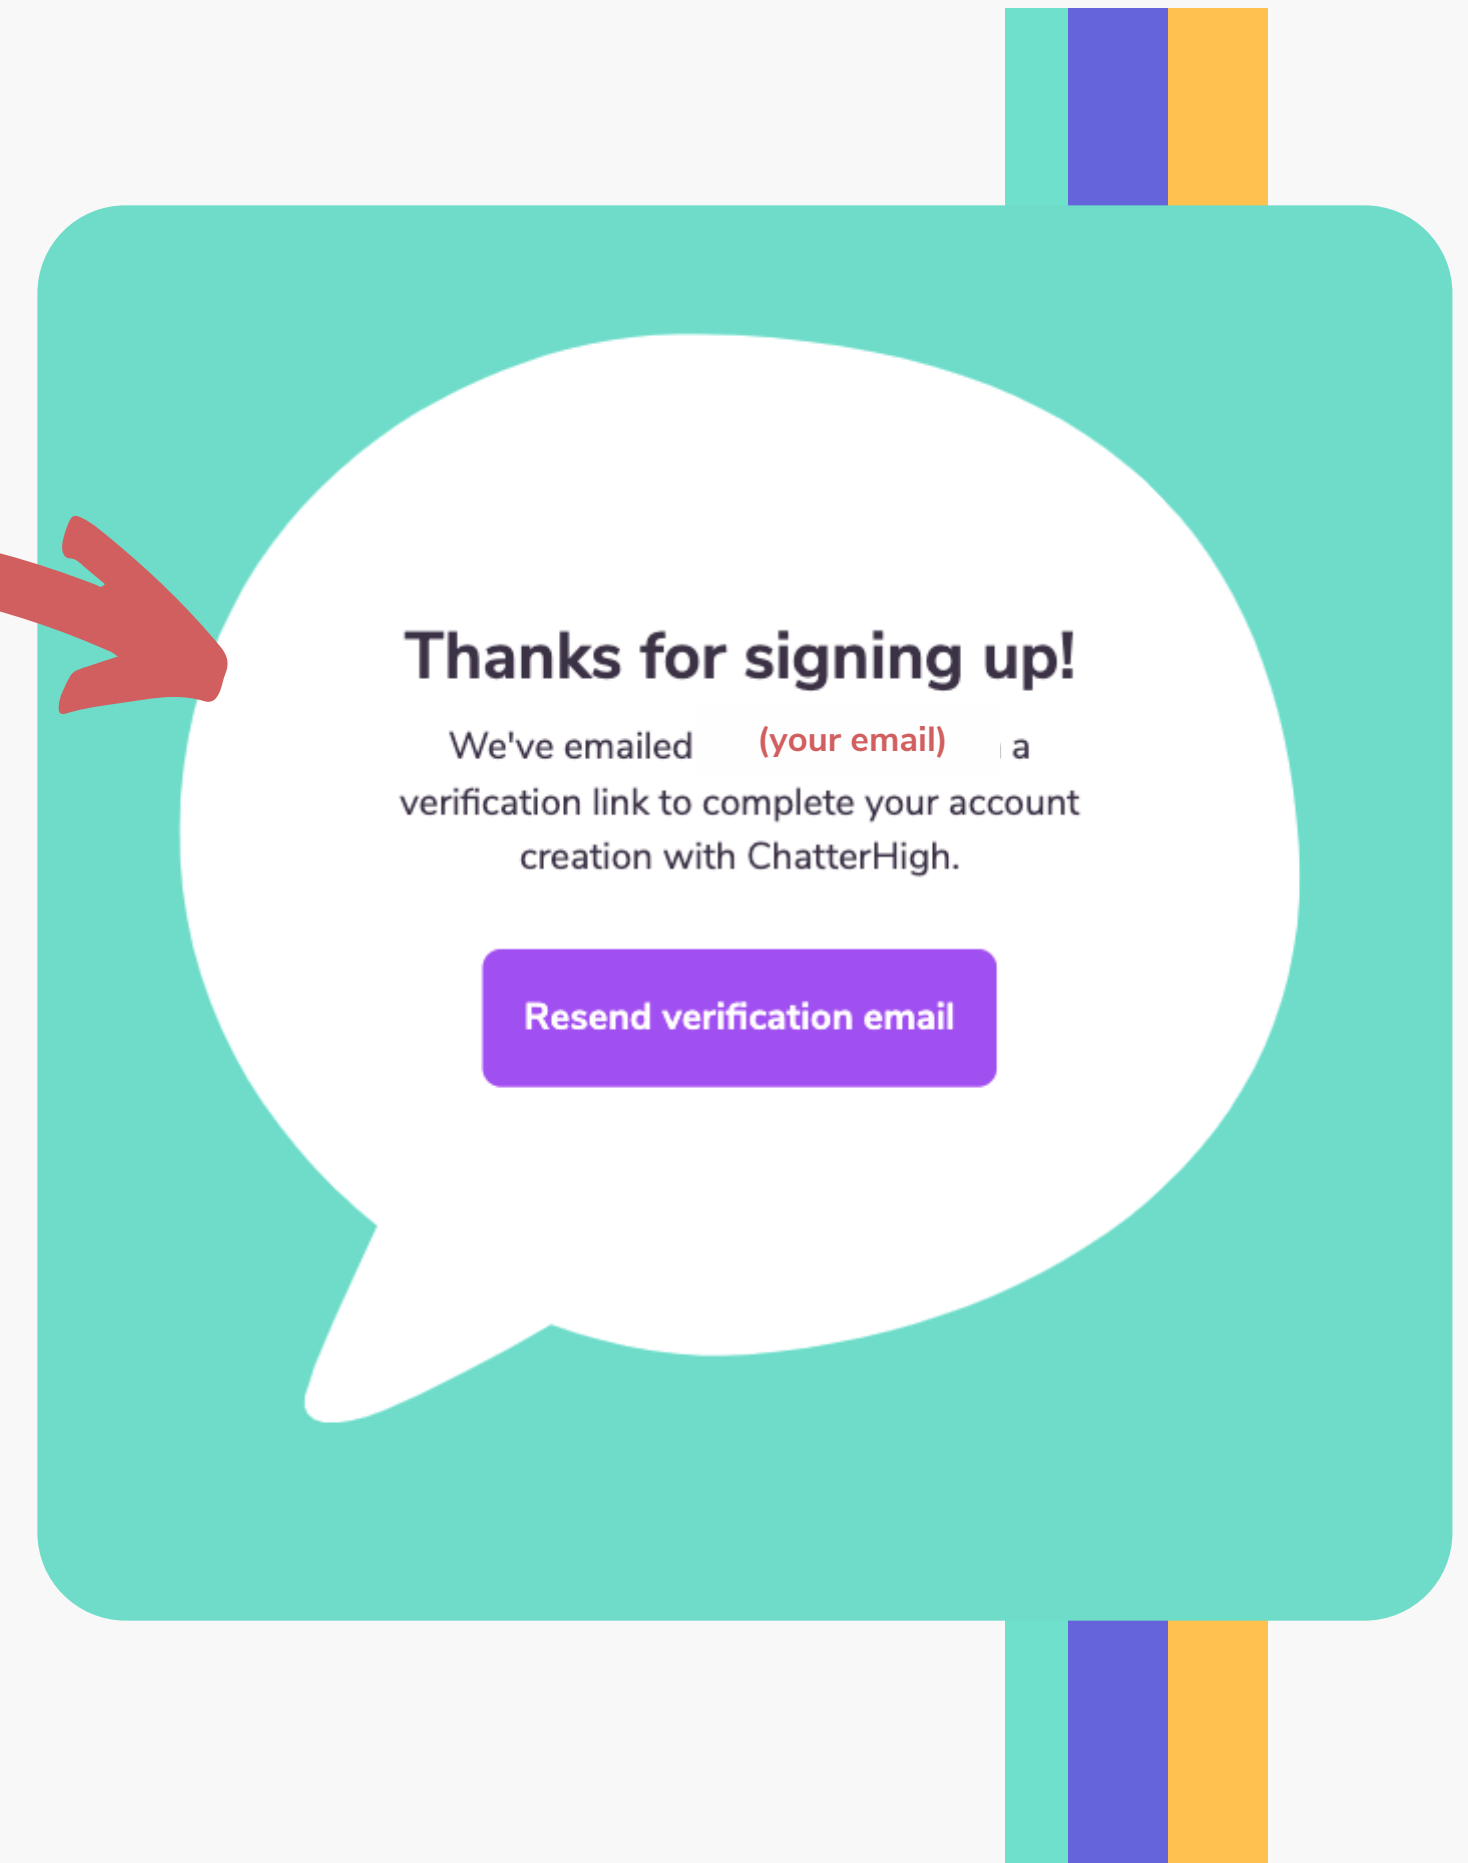 Thanks for signing up!
We've emailed (your email) a
verification link to complete your account
creation with ChatterHigh.
Resend verification email